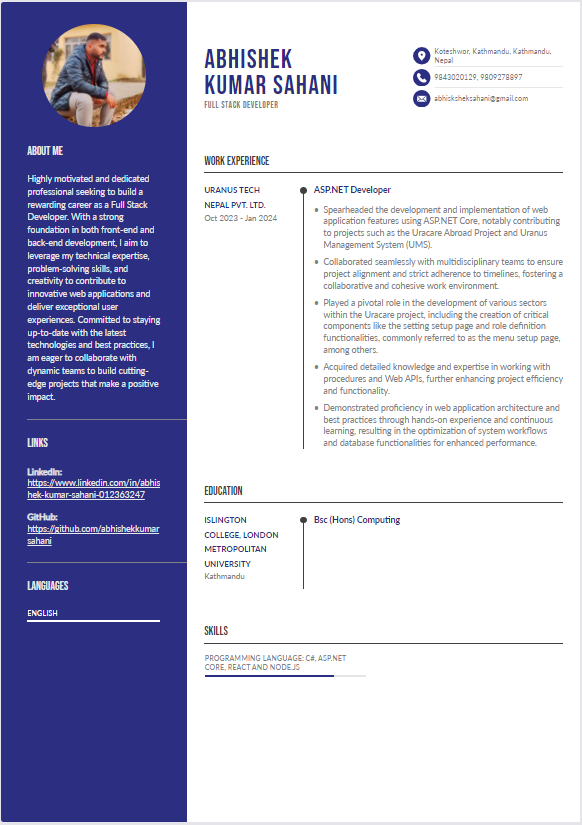 ABHISHEK
KUMAR SAHANI
FULL STACK DEVELOPER
Koteshwor, Kathmandu, Kathmandu,
Nepal
9843020129, 9809278897
abhisksheksahani@gmail.com
ABOUT ME
Highly motivated and dedicated
professional seeking to build a
rewarding career as a Full Stack
Developer. With a strong
foundation in both front-end and
back-end development, I aim to
leverage my technical expertise,
problem-solving skills, and
creativity to contribute to
innovative web applications and
deliver exceptional user
experiences. Committed to staying
up-to-date with the latest
technologies and best practices, I
am eager to collaborate with
dynamic teams to build cutting-
edge projects that make a positive
impact.
LINKS
LinkedIn:
https://www.linkedin.com/in/abhis
hek-kumar-sahani-012363247
GitHub:
https://github.com/abhishekkumar
sahani
LANGUAGES
ENGLISH
WORK EXPERIENCE
URANUS TECH
NEPAL PVT. LTD.
Oct 2023 - Jan 2024
ASP.NET Developer
• Spearheaded the development and implementation of web
application features using ASP.NET Core, notably contributing
to projects such as the Uracare Abroad Project and Uranus
Management System (UMS).
• Collaborated seamlessly with multidisciplinary teams to ensure
project alignment and strict adherence to timelines, fostering a
collaborative and cohesive work environment.
• Played a pivotal role in the development of various sectors
within the Uracare project, including the creation of critical
components like the setting setup page and role definition
functionalities, commonly referred to as the menu setup page,
among others.
• Acquired detailed knowledge and expertise in working with
procedures and Web APIs, further enhancing project efficiency
and functionality.
• Demonstrated proficiency in web application architecture and
best practices through hands-on experience and continuous
learning, resulting in the optimization of system workflows
and database functionalities for enhanced performance.
EDUCATION
ISLINGTON
COLLEGE, LONDON
METROPOLITAN
UNIVERSITY
Kathmandu
Bsc (Hons) Computing
SKILLS
PROGRAMMING LANGUAGE: C#, ASP.NET
CORE, REACT AND NODE.JS